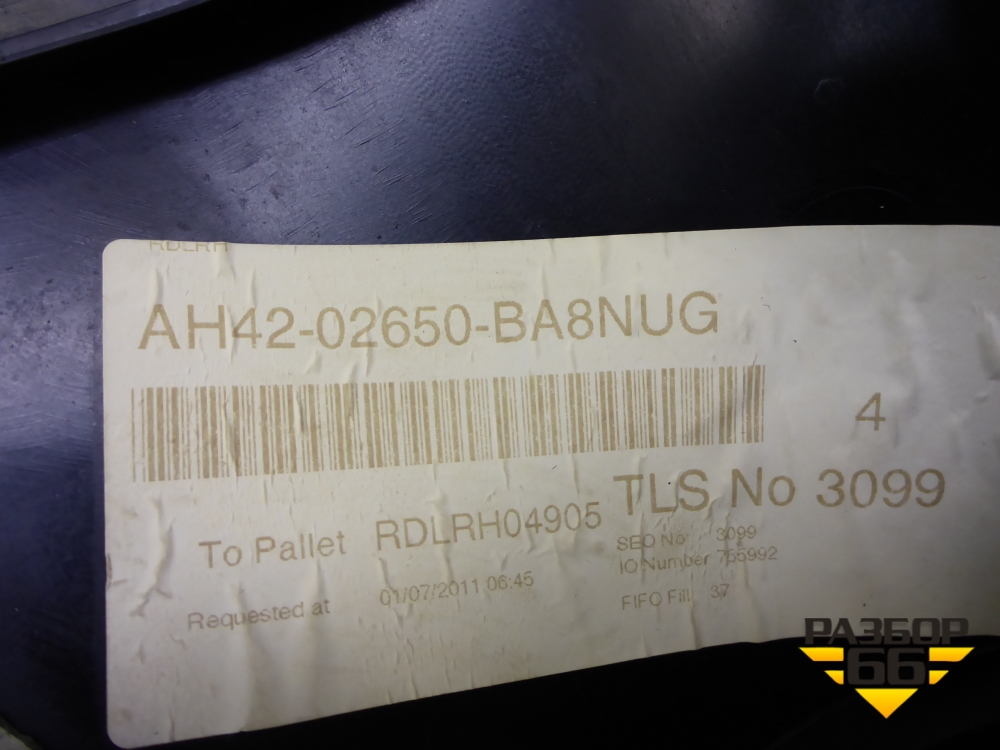 RDLRH
AH42-02650-BA8NUG
4
TLS No 3099
To Pallet RDLRH04905
SEQ No 3099
IO Number 755992
Requested at 01/07/2011 06:45
FIFO Fill 37
РАЗБОР
66